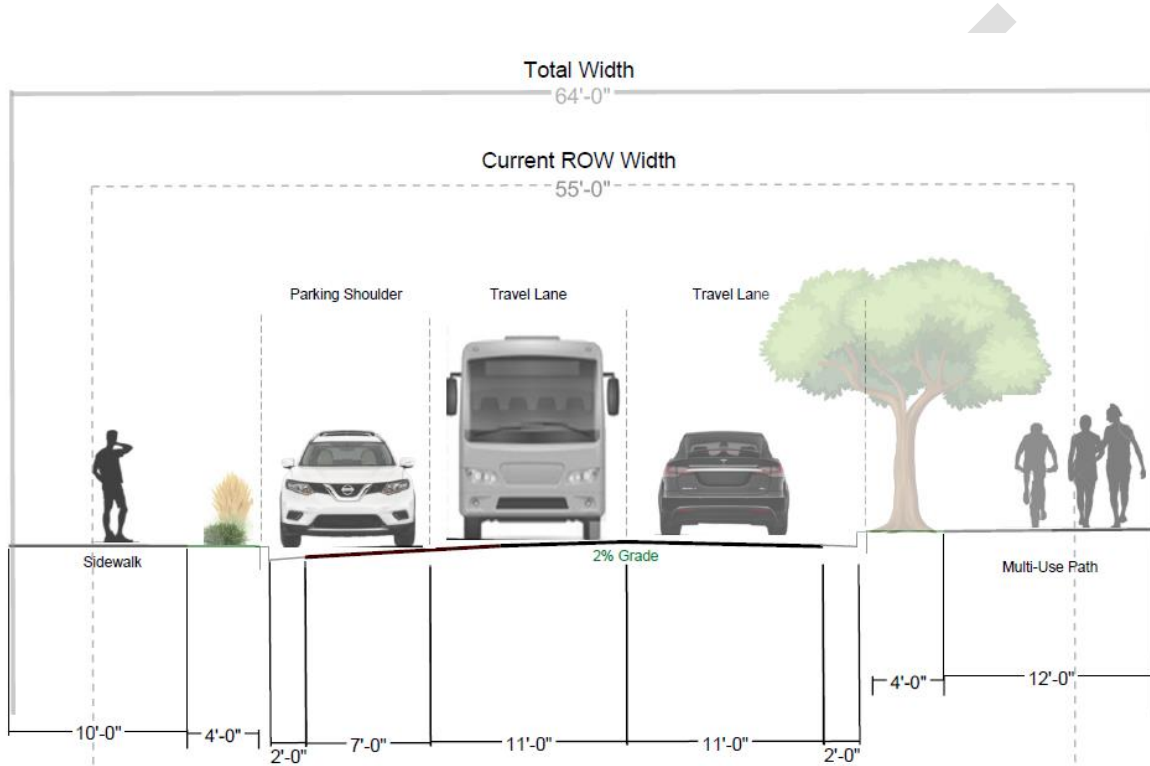 Total Width
64'-0"
Current ROW Width
55'-0"
Parking Shoulder
Travel Lane
Travel Lane
2% Grade
Sidewalk
Multi-Use Path
4'-0"
12'-0"
10'-0"
4'-0"
2'-0"
7'-0"
11'-0"
11'-0"
2'-0"